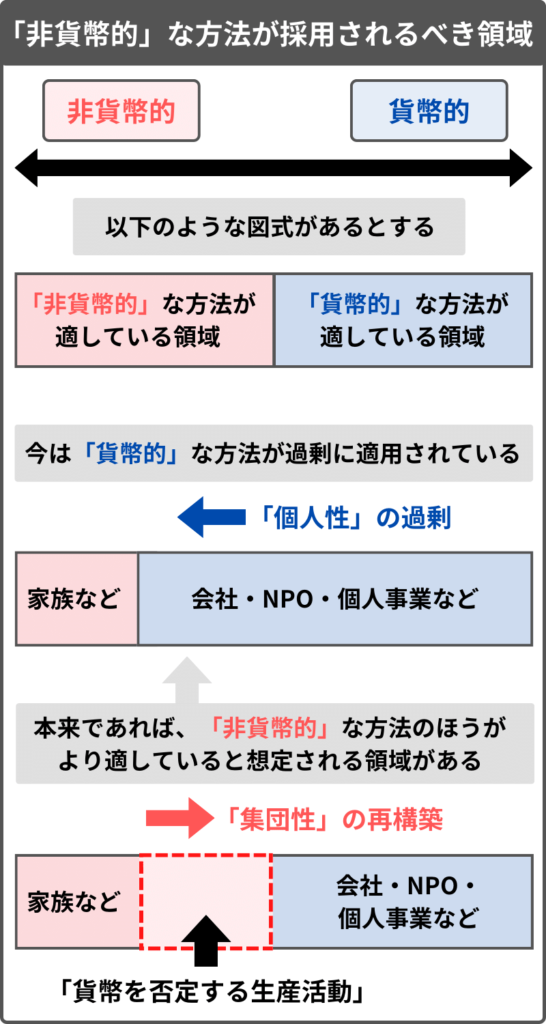 「非貨幣的」な方法が採用されるべき領域
非貨幣的
貨幣的
以下のような図式があるとする
「非貨幣的」な方法が
適している領域
「貨幣的」な方法が
適している領域
今は「貨幣的」な方法が過剰に適用されている
「個人性」の過剰
家族など
会社・NPO・個人事業など
本来であれば、「非貨幣的」な方法のほうが
より適していると想定される領域がある
「集団性」の再構築
家族など
会社・NPO・
個人事業など
「貨幣を否定する生産活動」